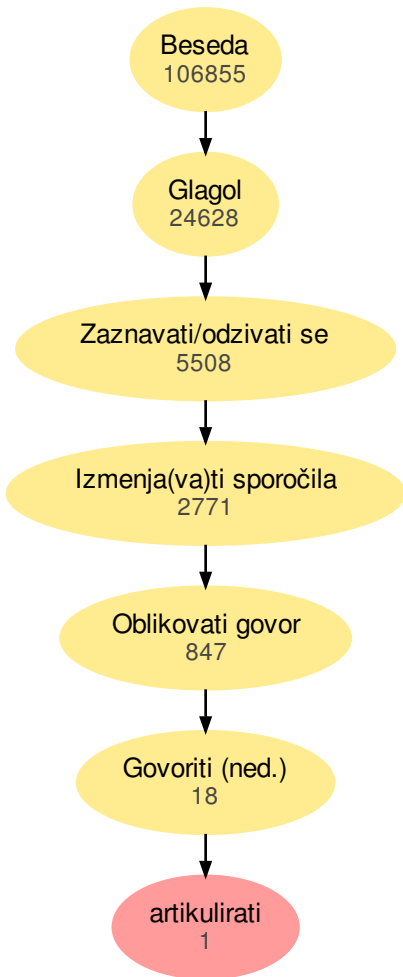 Beseda
106855
Glagol
24628
Zaznavati/odzivati se
5508
Izmenja(va)ti sporočila
2771
Oblikovati govor
847
Govoriti (ned.)
18
artikulirati
1